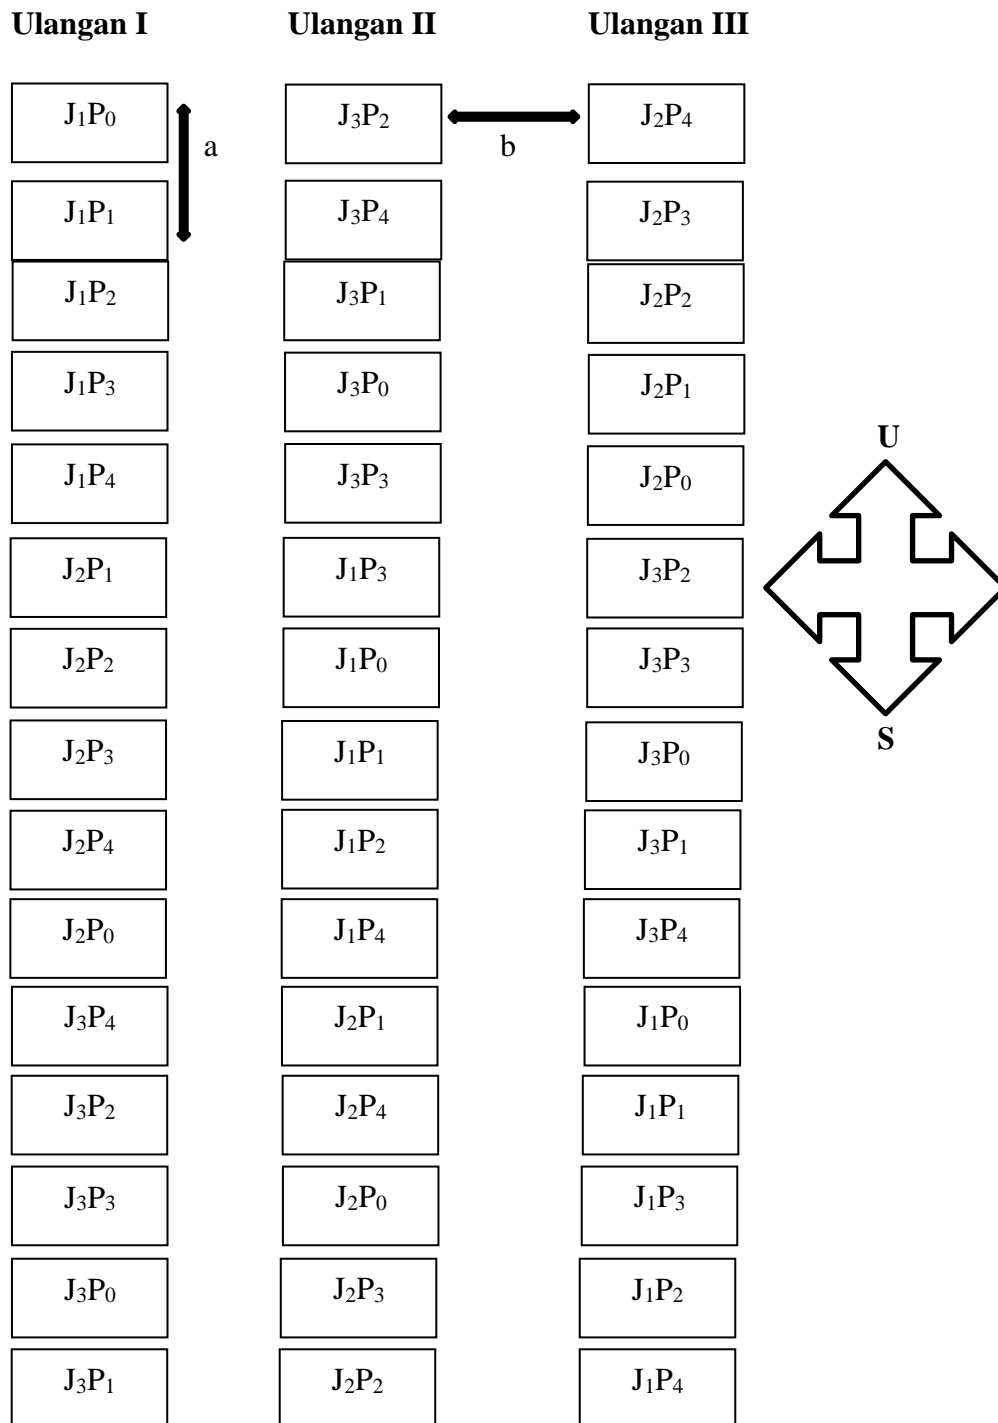 Ulangan I Ulangan II Ulangan III
J₁P₀ J₃P₂ J₂P₄
a b
J₁P₁ J₃P₄ J₂P₃
J₁P₂ J₃P₁ J₂P₂
J₁P₃ J₃P₀ J₂P₁
U
J₁P₄ J₃P₃ J₂P₀
J₂P₁ J₁P₃ J₃P₂
J₂P₂ J₁P₀ J₃P₃
S
J₂P₃ J₁P₁ J₃P₀
J₂P₄ J₁P₂ J₃P₁
J₂P₀ J₁P₄ J₃P₄
J₃P₄ J₂P₁ J₁P₀
J₃P₂ J₂P₄ J₁P₁
J₃P₃ J₂P₀ J₁P₃
J₃P₀ J₂P₃ J₁P₂
J₃P₁ J₂P₂ J₁P₄